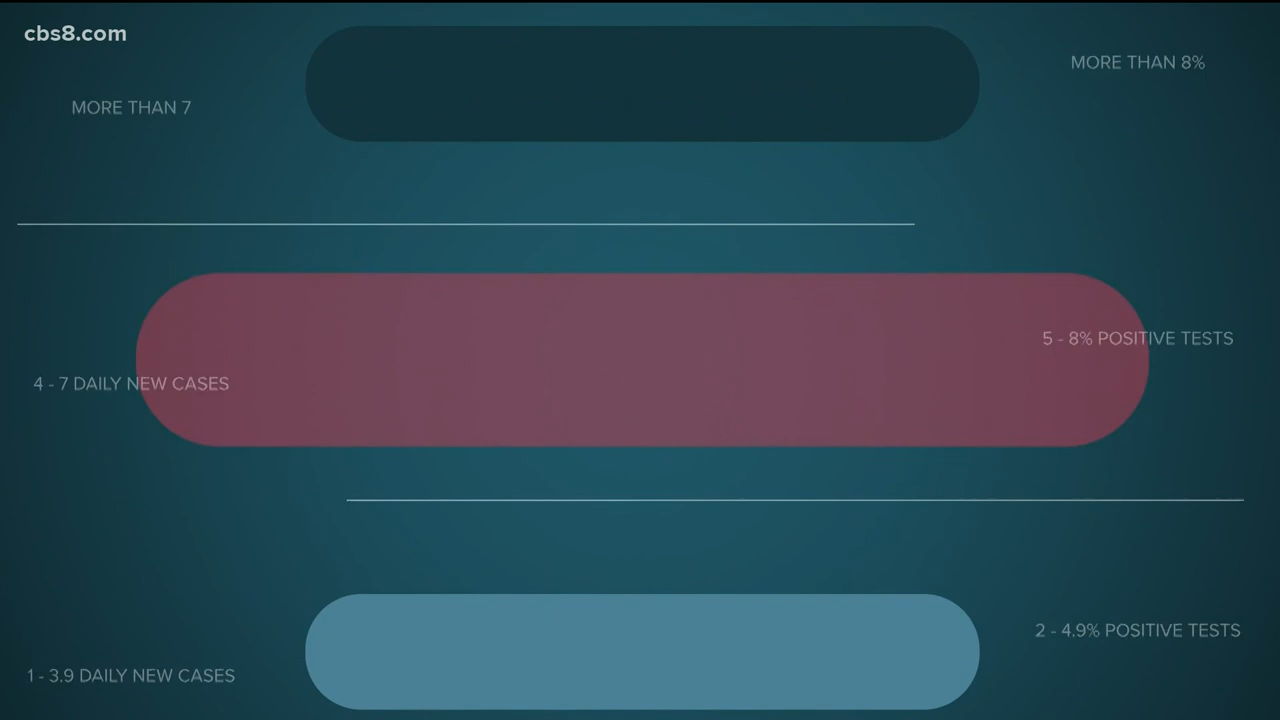 cbs8.com
MORE THAN 8%
MORE THAN 7
5 - 8% POSITIVE TESTS
4 - 7 DAILY NEW CASES
2 - 4.9% POSITIVE TESTS
1 - 3.9 DAILY NEW CASES